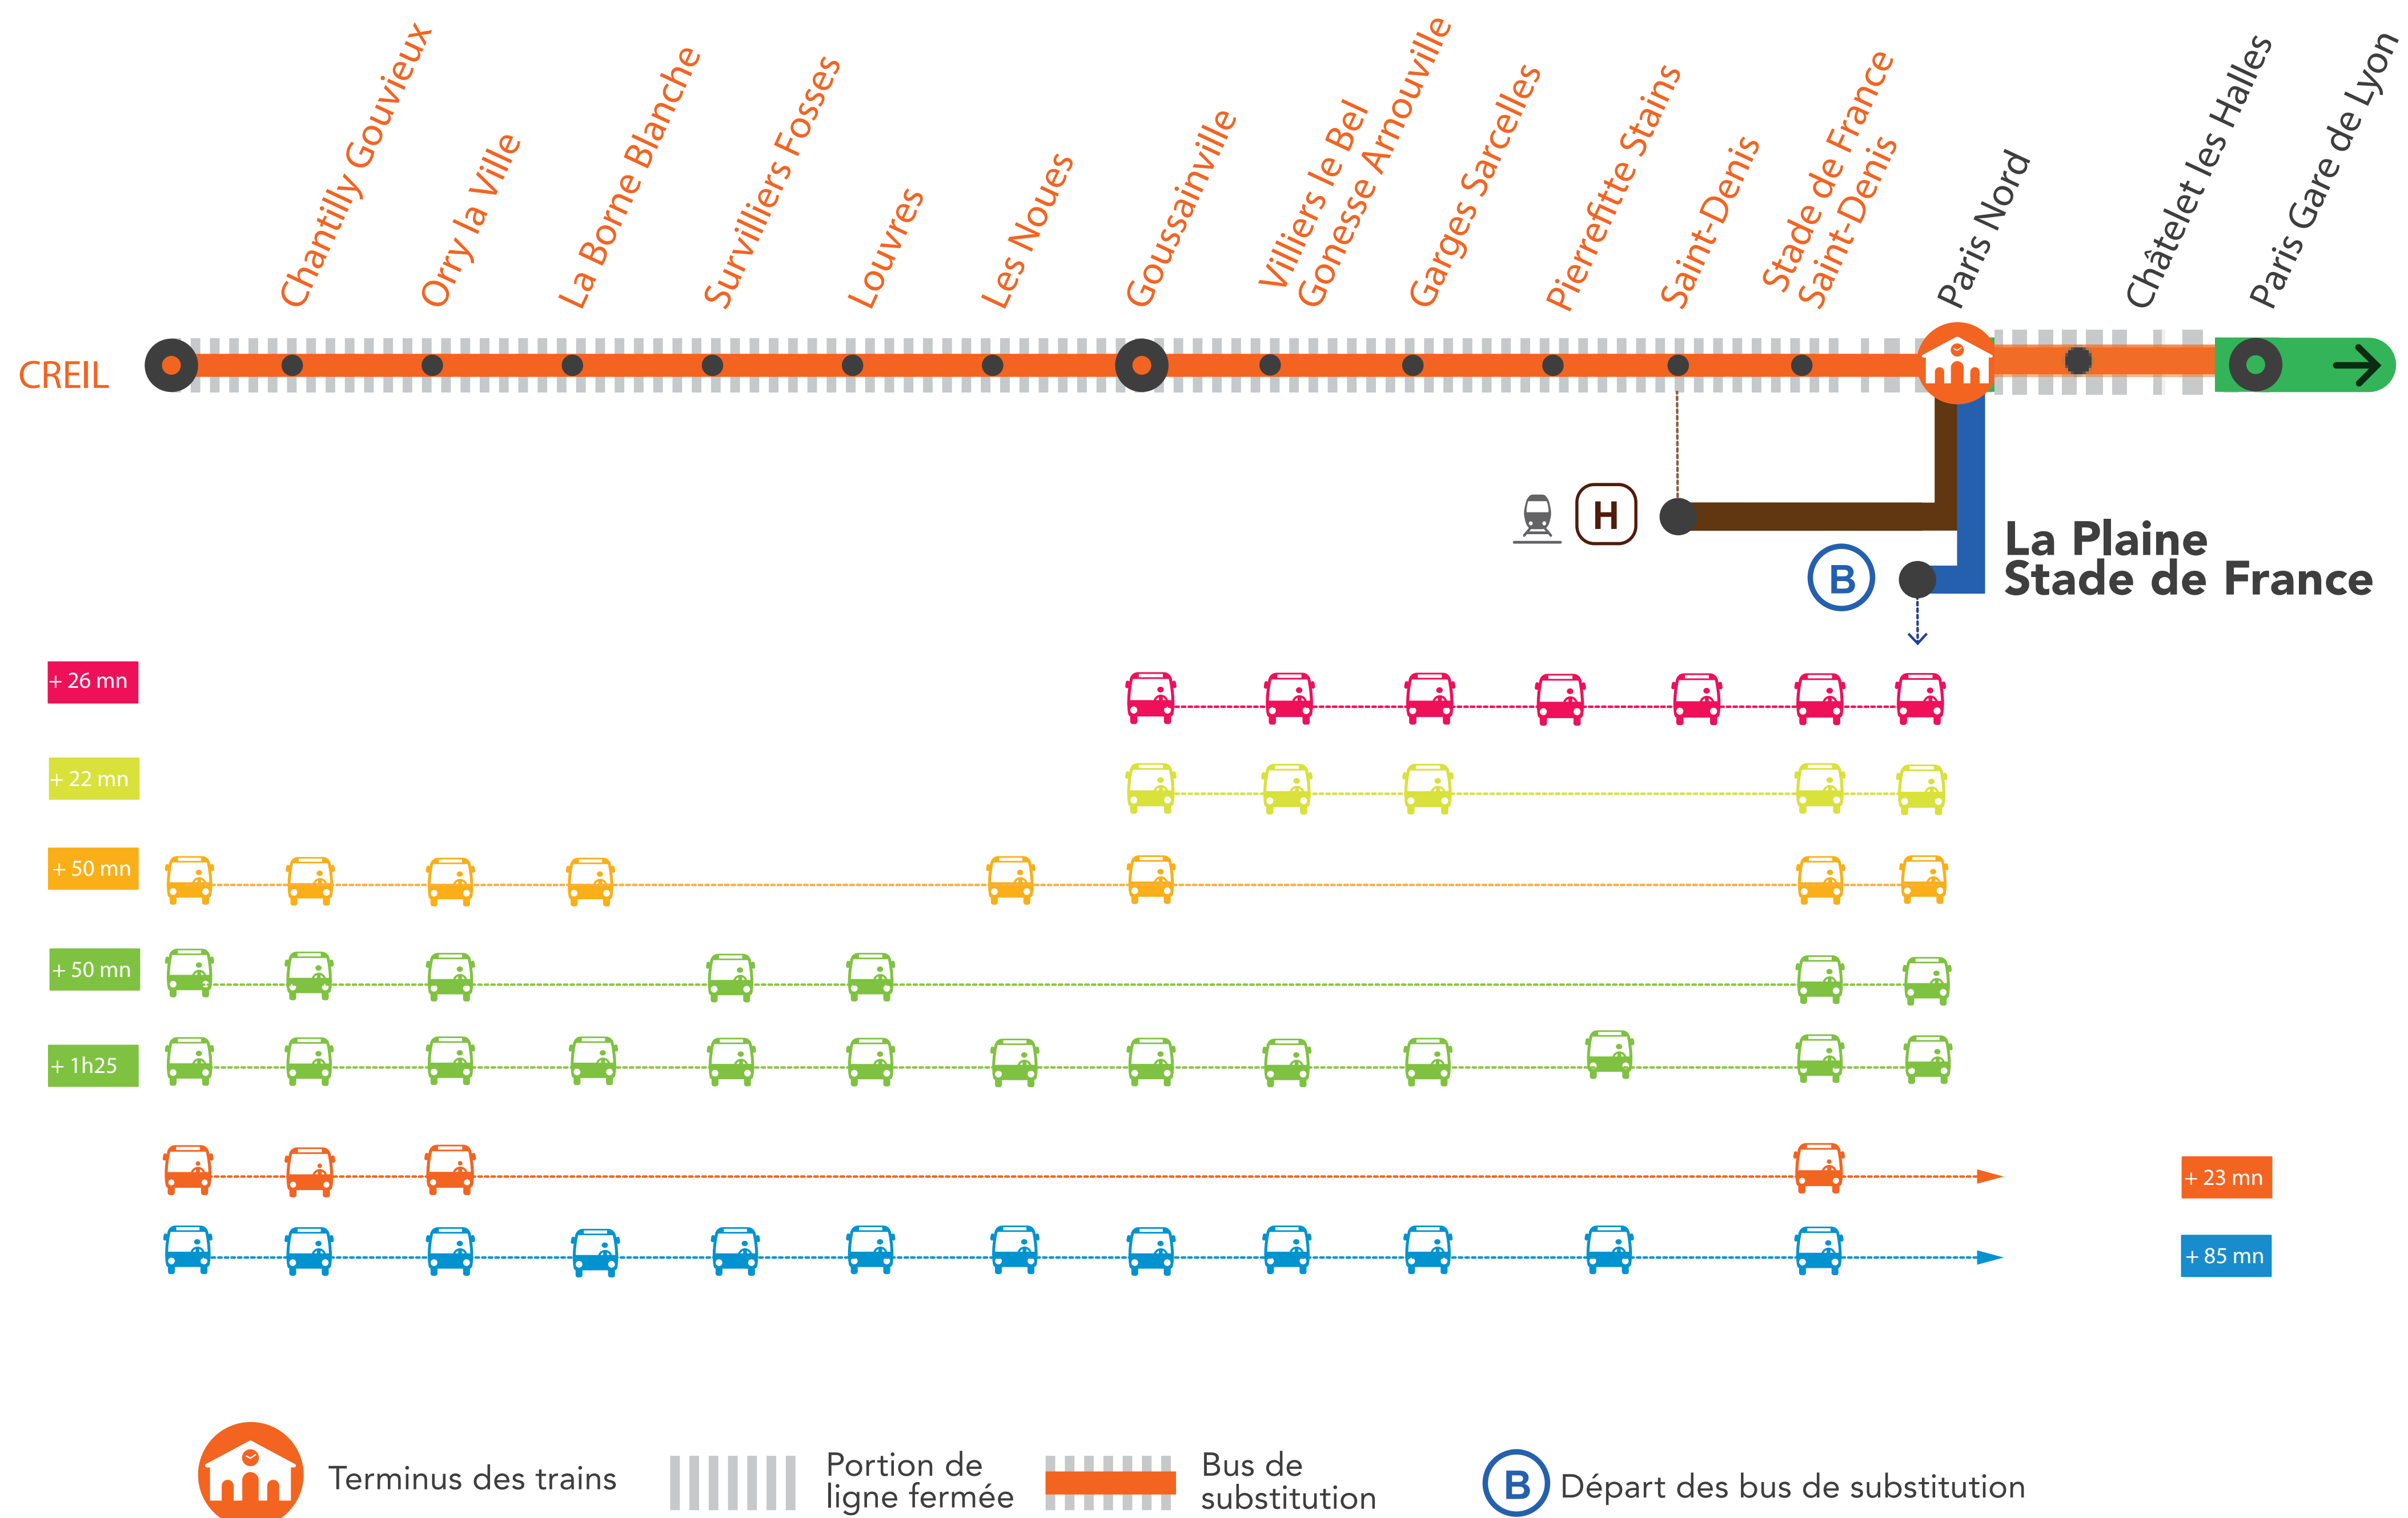 Chantilly Gouvieux
Orry la Ville
La Borne Blanche
Survilliers Fosses
Louvres
Les Noues
Goussainville
Villiers le Bel
Gonesse Arnouville
Garges Sarcelles
Pierrefitte Stains
Saint-Denis
Stade de France
Saint-Denis
Paris Nord
Châtelet les Halles
Paris Gare de Lyon
CREIL
H
B
La Plaine
Stade de France
+ 26 mn
+ 22 mn
+ 50 mn
+ 50 mn
+ 1h25
+ 23 mn
+ 85 mn
Terminus des trains
Portion de
ligne fermée
Bus de
substitution
B
Départ des bus de substitution